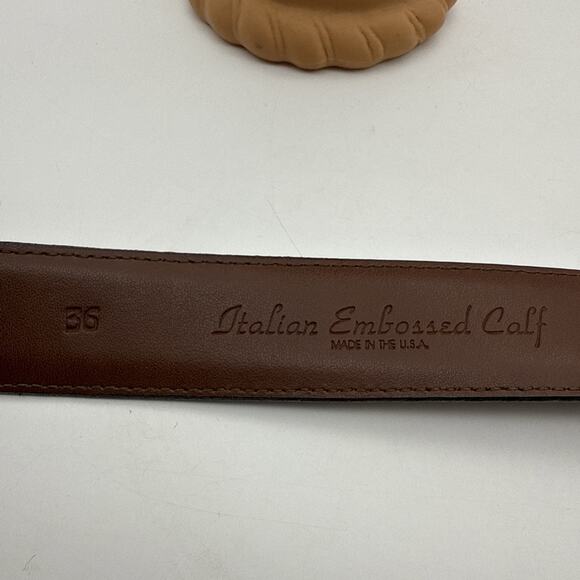 36
Italian Embossed Calf
MADE IN THE U.S.A.